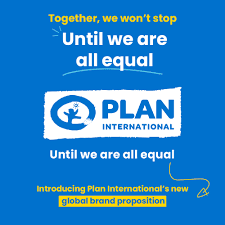 Together, we won't stop
Until we are
all equal
PLAN
INTERNATIONAL
Until we are all equal
Introducing Plan International's new
global brand proposition